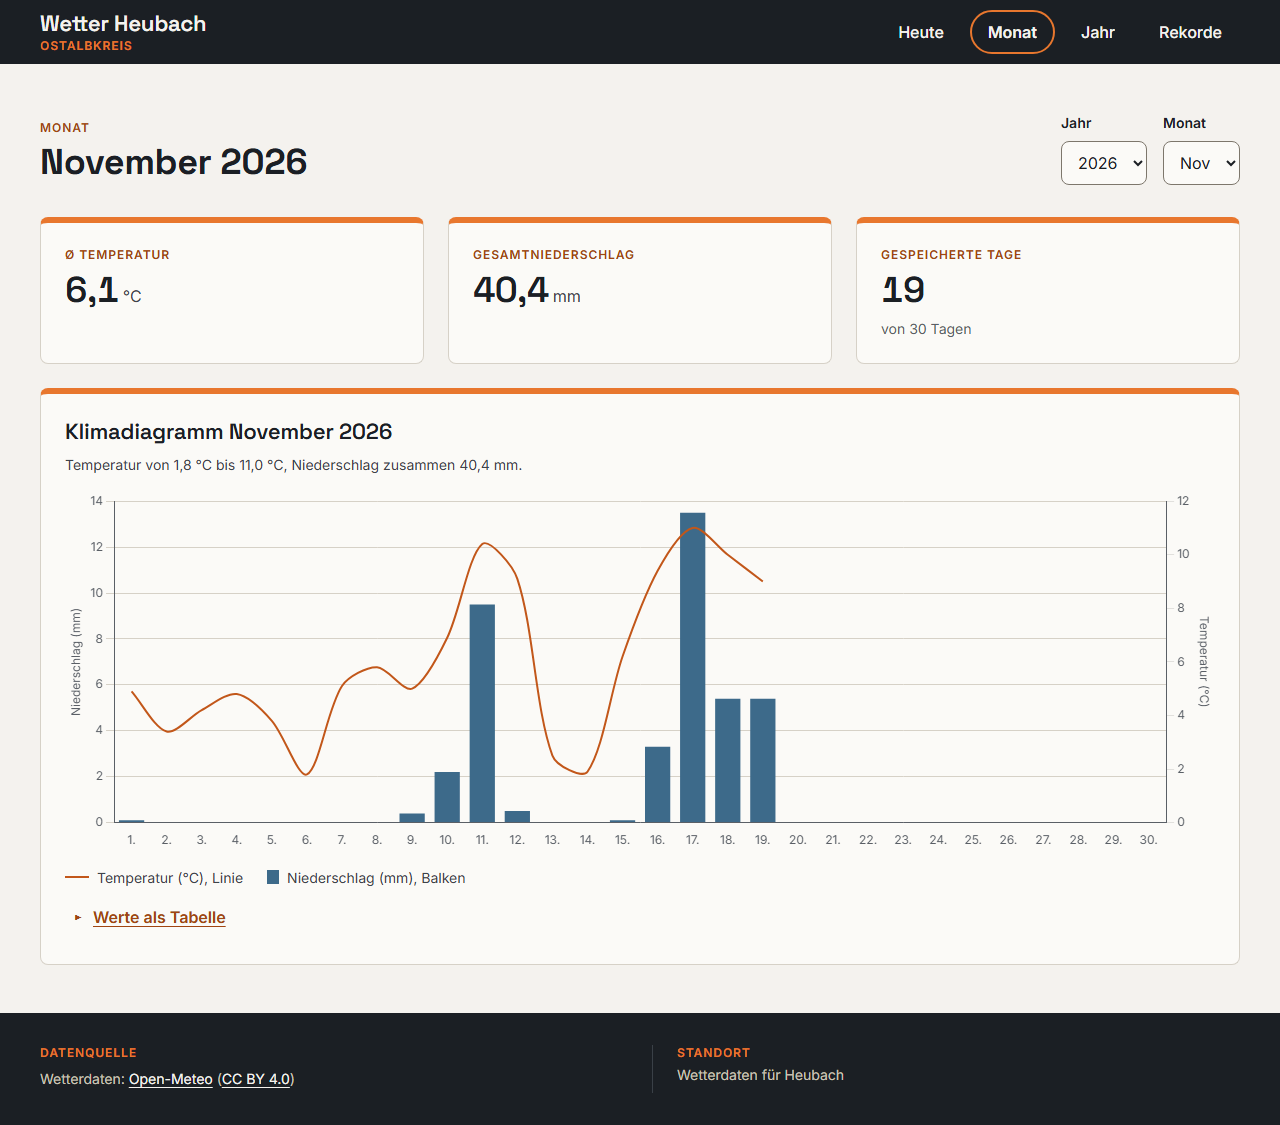 Wetter Heubach
OSTALBKREIS
Heute Monat Jahr Rekorde
MONAT
November 2026
Jahr Monat
2026 Nov
Ø TEMPERATUR
6,1 °C
GESAMTNIEDERSCHLAG
40,4 mm
GESPEICHERTE TAGE
19
von 30 Tagen
Klimadiagramm November 2026
Temperatur von 1,8 °C bis 11,0 °C, Niederschlag zusammen 40,4 mm.
Niederschlag (mm)
14
12
10
8
6
4
2
0
12
10
8
6
4
2
0
Temperatur (°C)
1. 2. 3. 4. 5. 6. 7. 8. 9. 10. 11. 12. 13. 14. 15. 16. 17. 18. 19. 20. 21. 22. 23. 24. 25. 26. 27. 28. 29. 30.
Temperatur (°C), Linie Niederschlag (mm), Balken
Werte als Tabelle
DATENQUELLE
Wetterdaten: Open-Meteo (CC BY 4.0)
STANDORT
Wetterdaten für Heubach